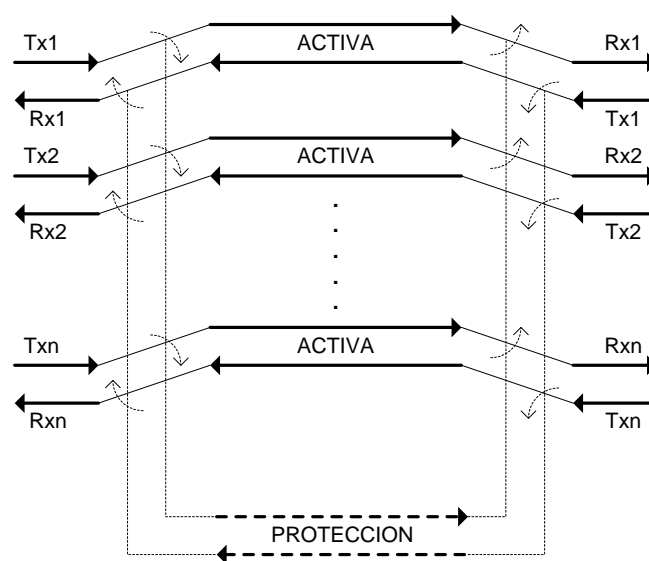 Tx1
ACTIVA
Rx1
Rx1
Tx1
Tx2
ACTIVA
Rx2
Rx2
Tx2
Txn
ACTIVA
Rxn
Rxn
Txn
PROTECCION